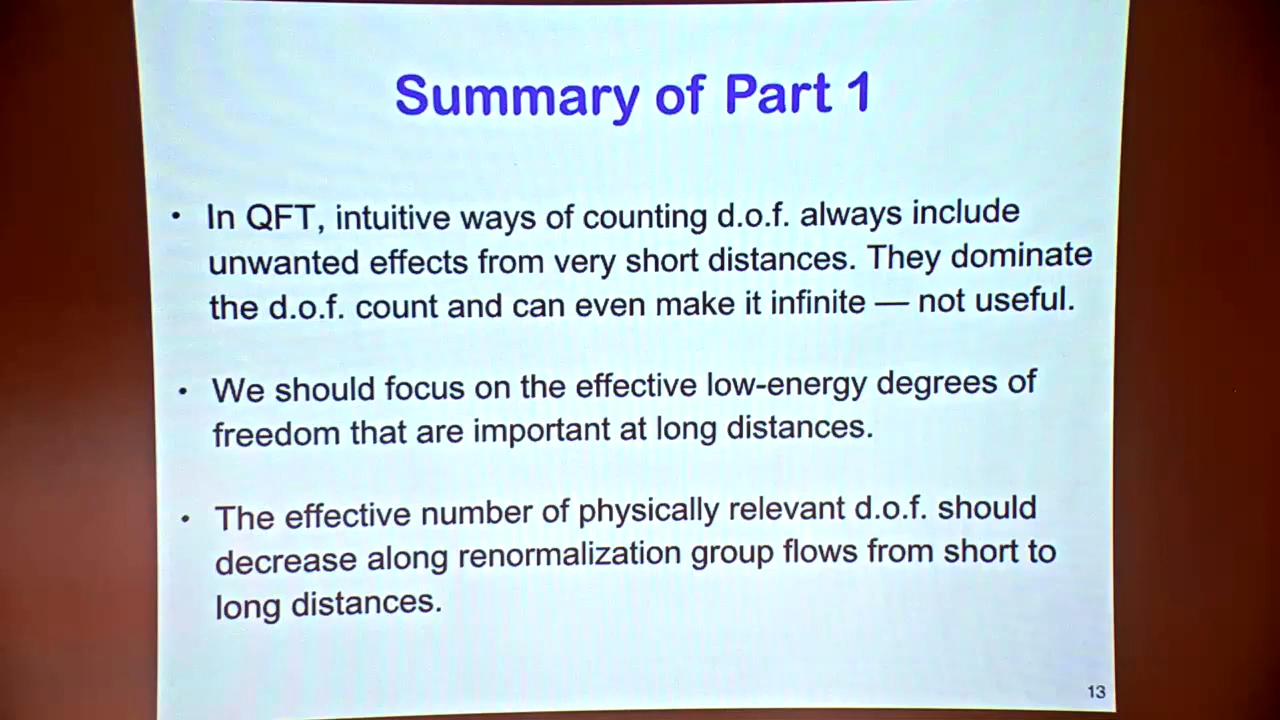 Summary of Part 1
• In QFT, intuitive ways of counting d.o.f. always include
unwanted effects from very short distances. They dominate
the d.o.f. count and can even make it infinite — not useful.
• We should focus on the effective low-energy degrees of
freedom that are important at long distances.
• The effective number of physically relevant d.o.f. should
decrease along renormalization group flows from short to
long distances.
13